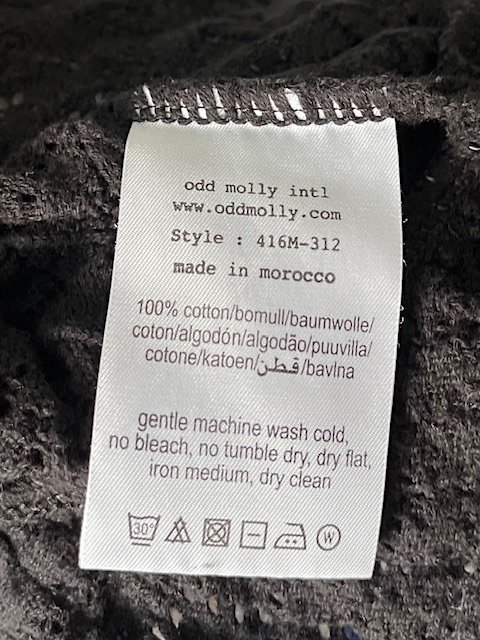 odd molly intl
www.oddmolly.com
Style : 416M-312
made in morocco
100% cotton/bomull/baumwolle/
coton/algodón/algodão/puuvilla/
cotone/katoen/قطن/bavlna
gentle machine wash cold,
no bleach, no tumble dry, dry flat,
iron medium, dry clean
30° W